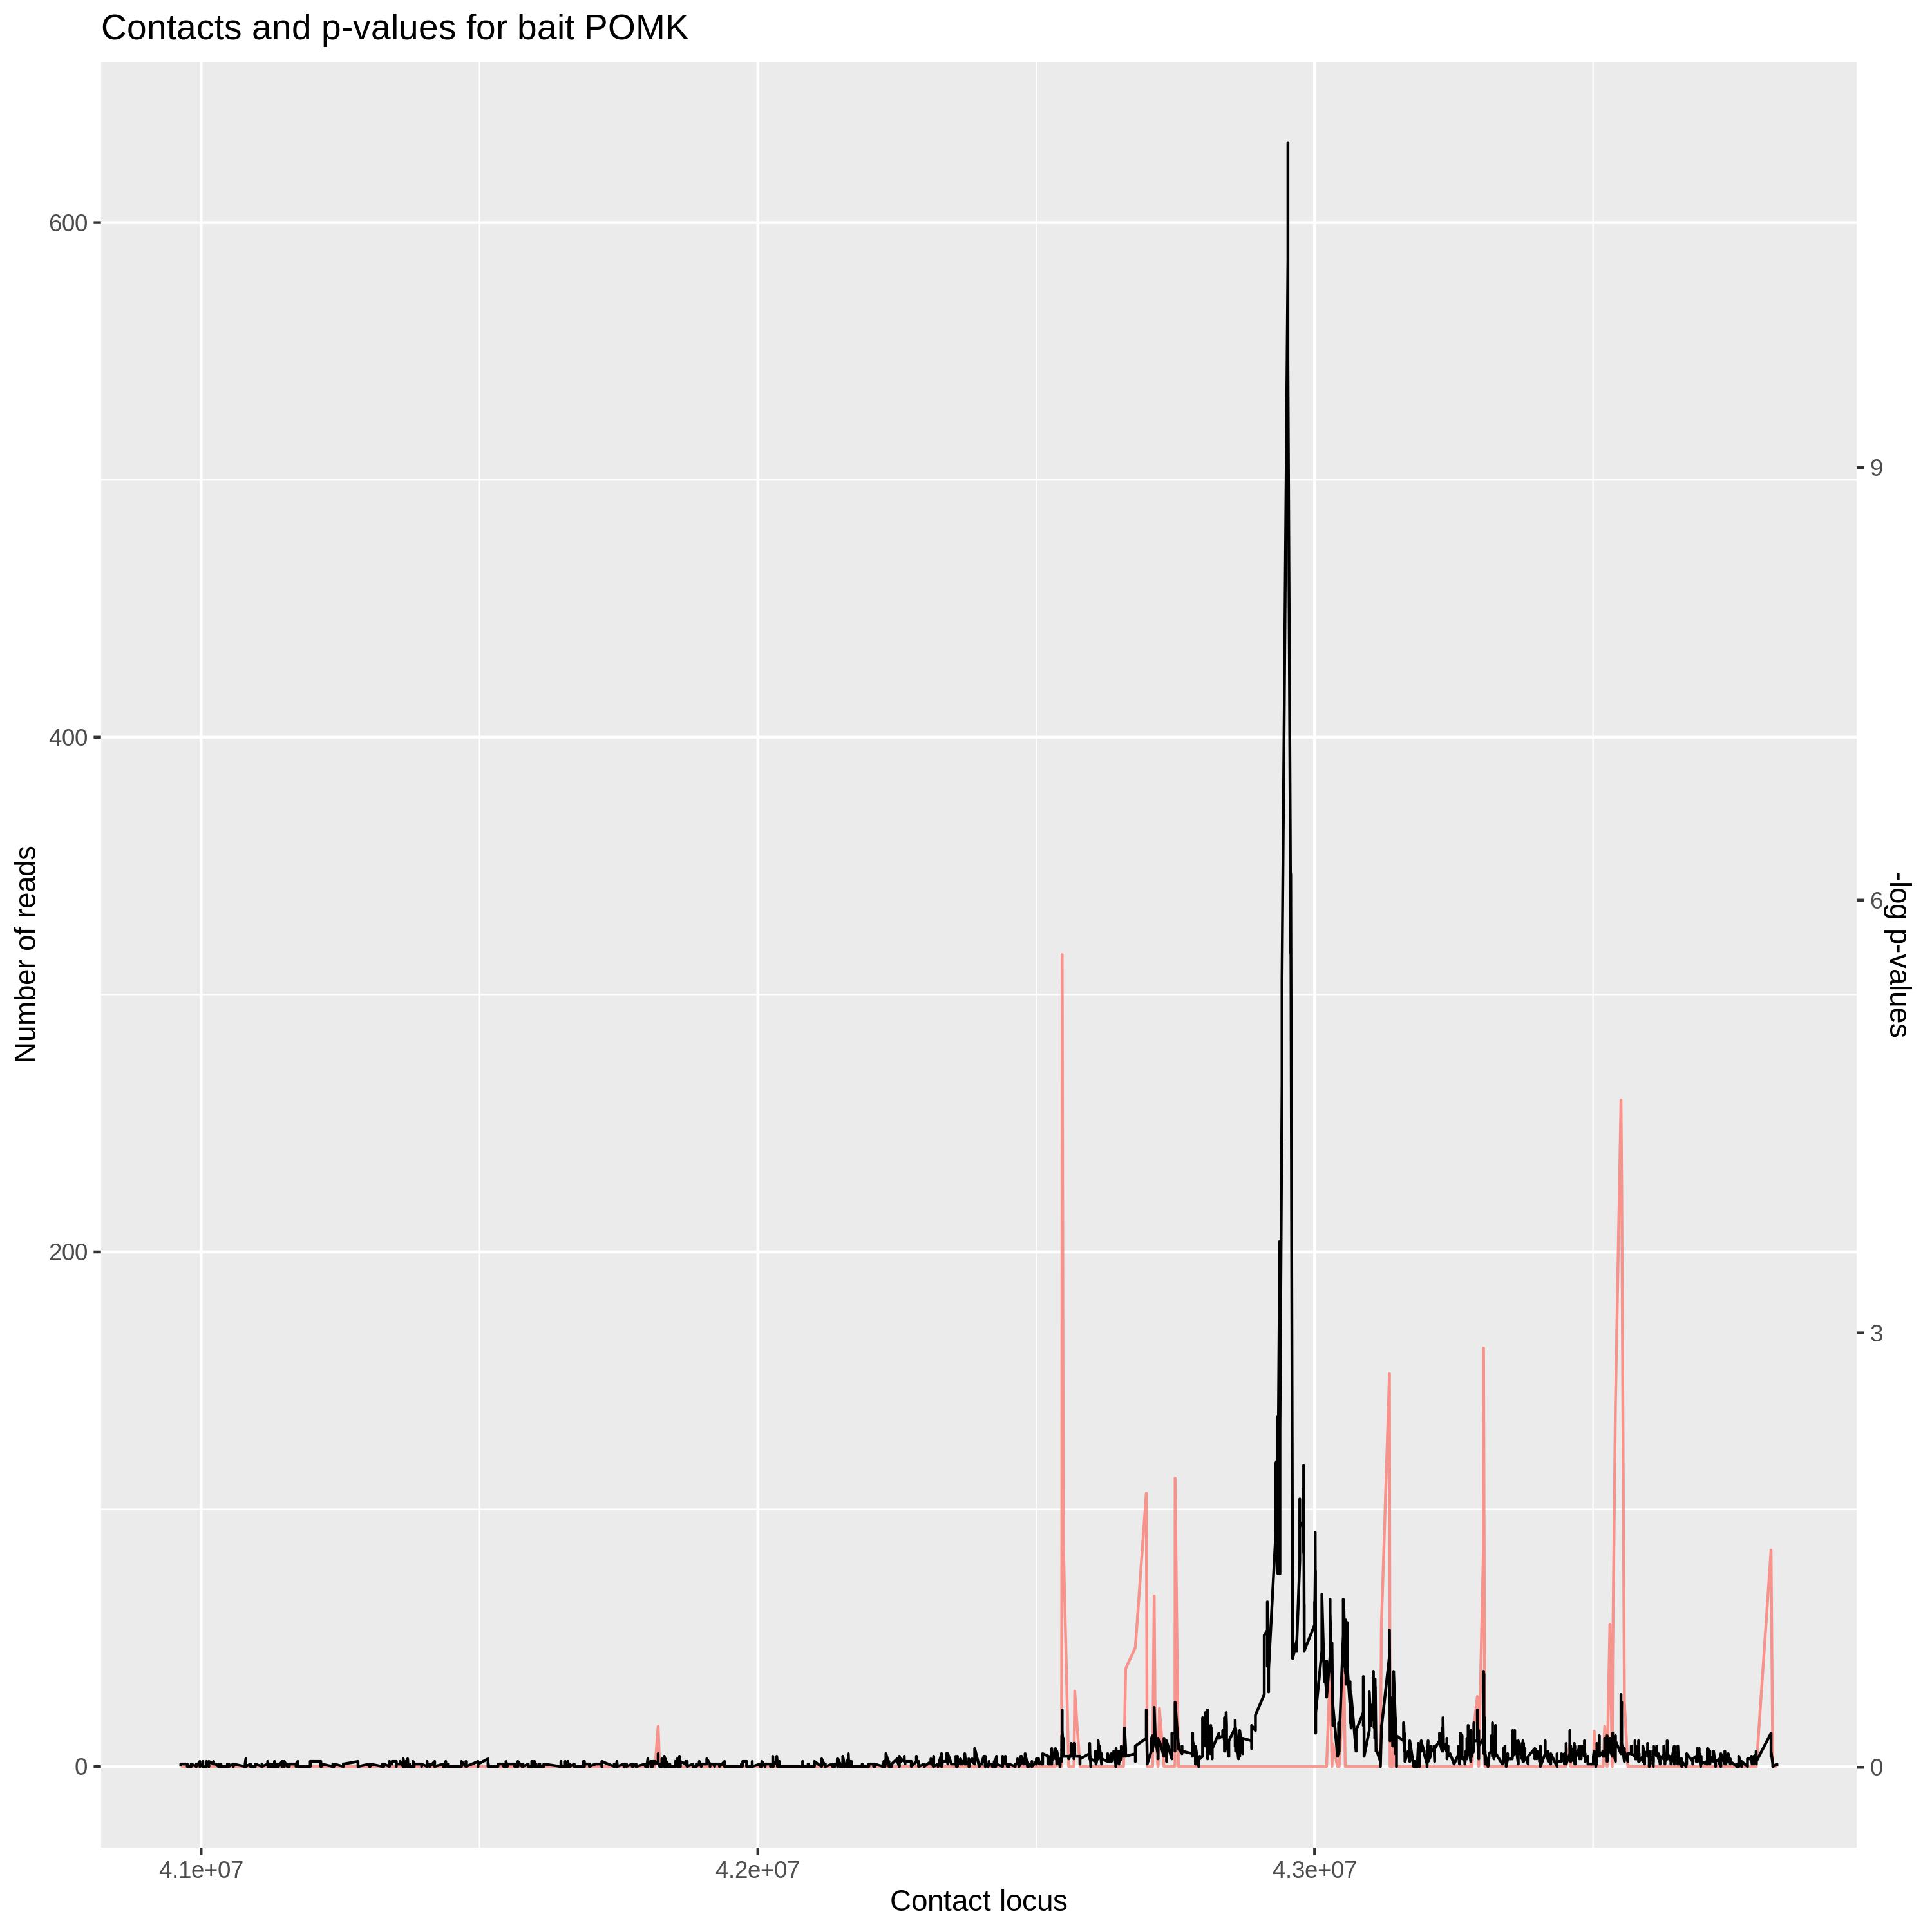 Contacts and p-values for bait POMK
Number of reads
600
400
200
0
9
6
3
0
-log p-values
4.1e+07
4.2e+07
4.3e+07
Contact locus